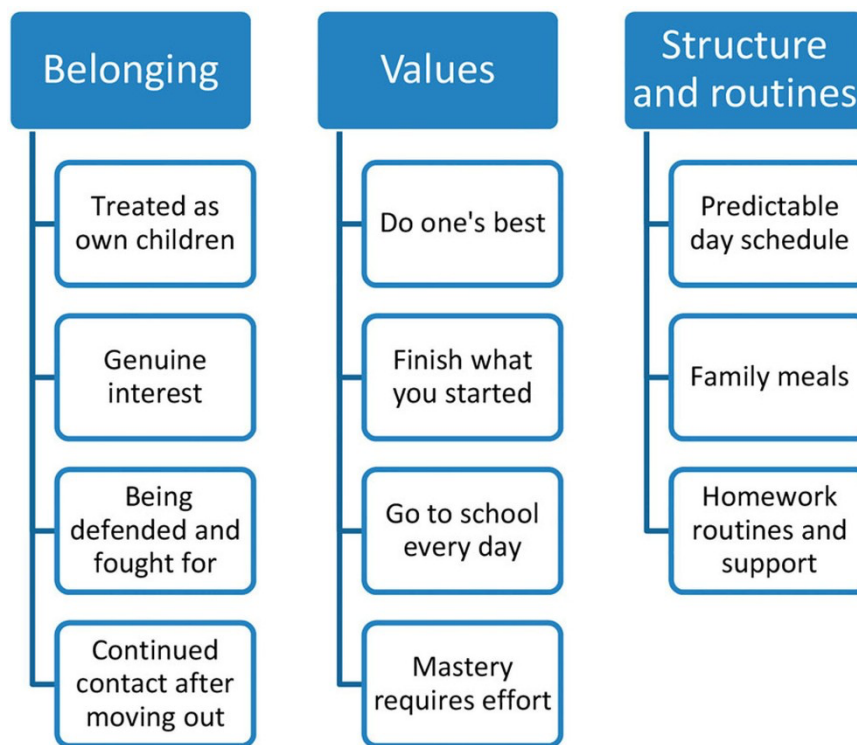 Belonging
Treated as
own children
Genuine
interest
Being
defended and
fought for
Continued
contact after
moving out
Values
Do one's best
Finish what
you started
Go to school
every day
Mastery
requires effort
Structure
and routines
Predictable
day schedule
Family meals
Homework
routines and
support